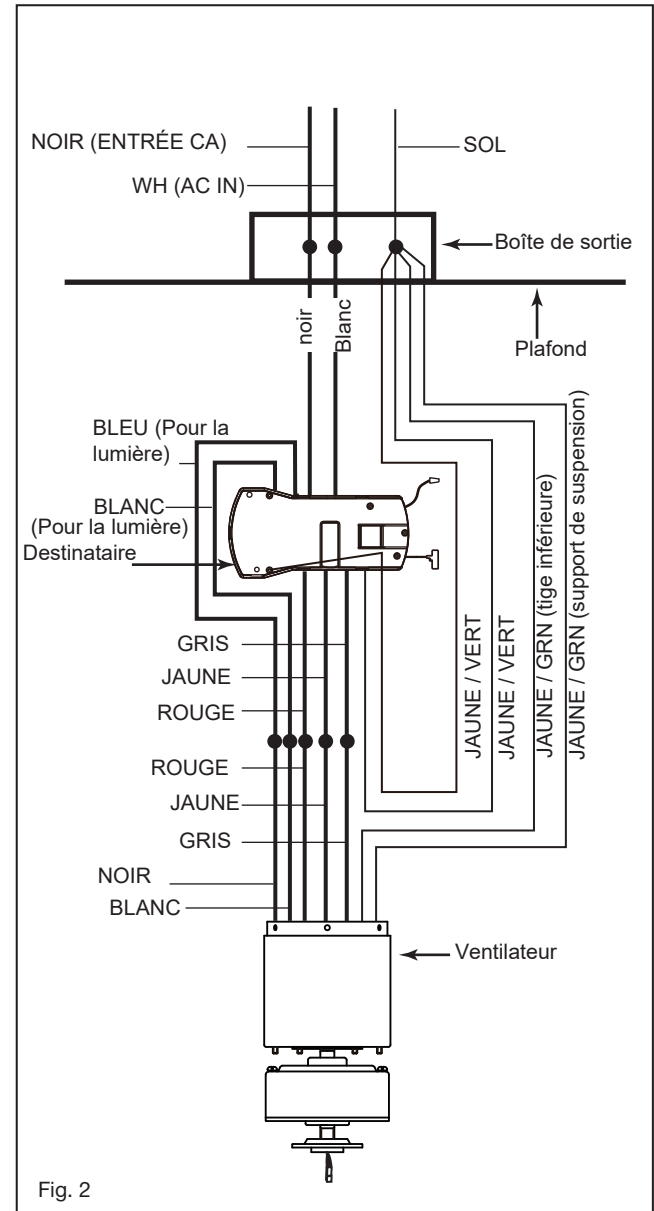 NOIR (ENTRÉE CA)
SOL
WH (AC IN)
Boîte de sortie
noir
Blanc
Plafond
BLEU (Pour la
lumière)
BLANC
(Pour la lumière)
Destinataire
GRIS
JAUNE
ROUGE
JAUNE / VERT
JAUNE / VERT
JAUNE / GRN (tige inférieure)
JAUNE / GRN (support de suspension)
ROUGE
JAUNE
GRIS
NOIR
BLANC
Ventilateur
Fig. 2